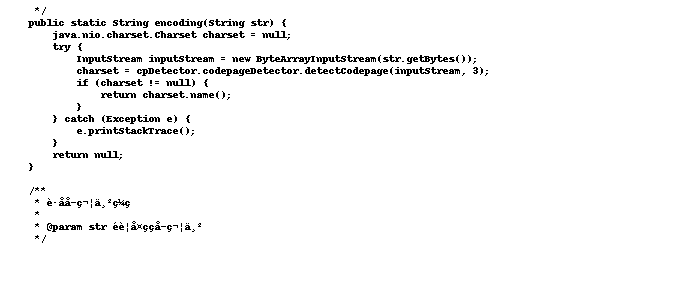 */
public static String encoding(String str) {
java.nio.charset.Charset charset = null;
try {
InputStream inputStream = new ByteArrayInputStream(str.getBytes());
charset = cpDetector.codepageDetector.detectCodepage(inputStream, 3);
if (charset != null) {
return charset.name();
}
} catch (Exception e) {
e.printStackTrace();
}
return null;
}
/**
* è·åå­ç¬¦ä¸²ç¼ç
*
* @param str éè¦å¤çå­ç¬¦ä¸²
*/